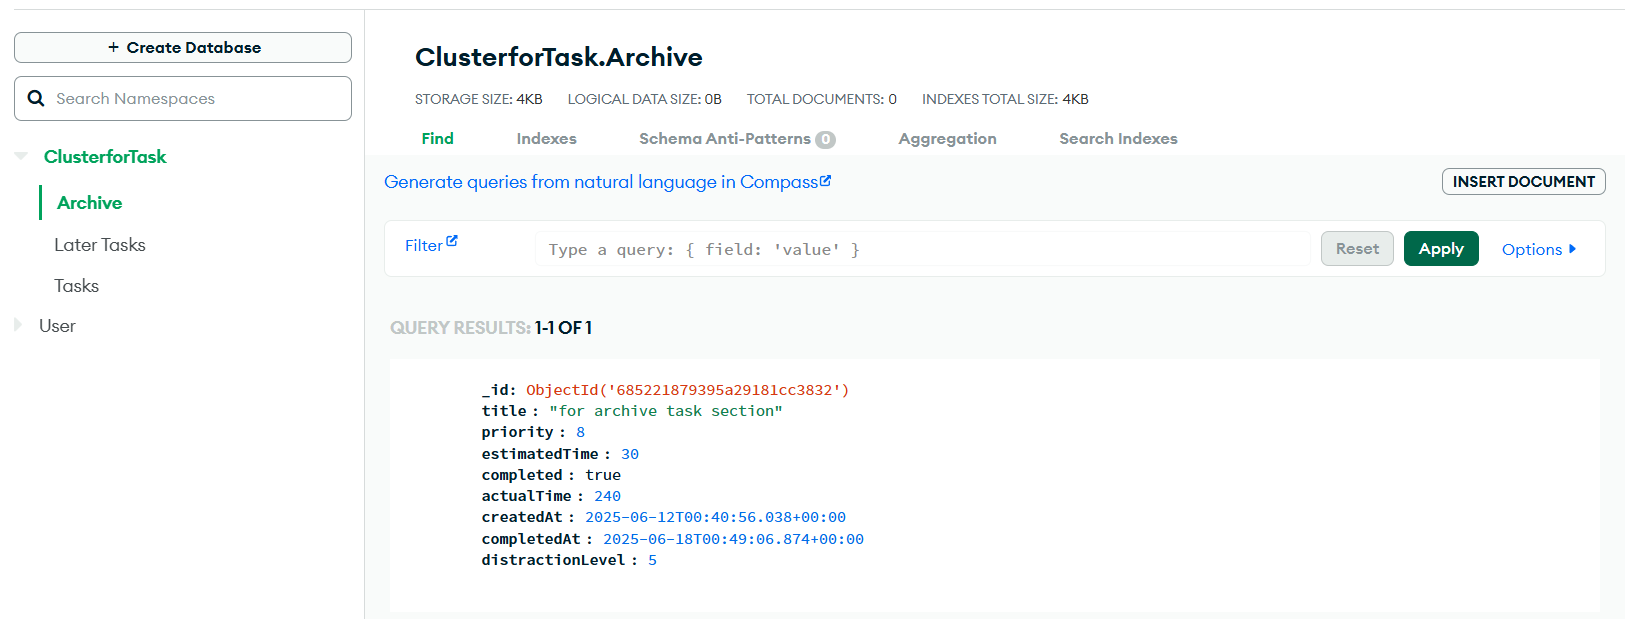 + Create Database
Search Namespaces
ClusterforTask
Archive
Later Tasks
Tasks
User
ClusterforTask.Archive
STORAGE SIZE: 4KB LOGICAL DATA SIZE: 0B TOTAL DOCUMENTS: 0 INDEXES TOTAL SIZE: 4KB
Find Indexes Schema Anti-Patterns 0 Aggregation Search Indexes
Generate queries from natural language in Compass
INSERT DOCUMENT
Filter Type a query: { field: 'value' } Reset Apply Options
QUERY RESULTS: 1-1 OF 1
_id: ObjectId('685221879395a29181cc3832')
title : "for archive task section"
priority : 8
estimatedTime : 30
completed : true
actualTime : 240
createdAt : 2025-06-12T00:40:56.038+00:00
completedAt : 2025-06-18T00:49:06.874+00:00
distractionLevel : 5